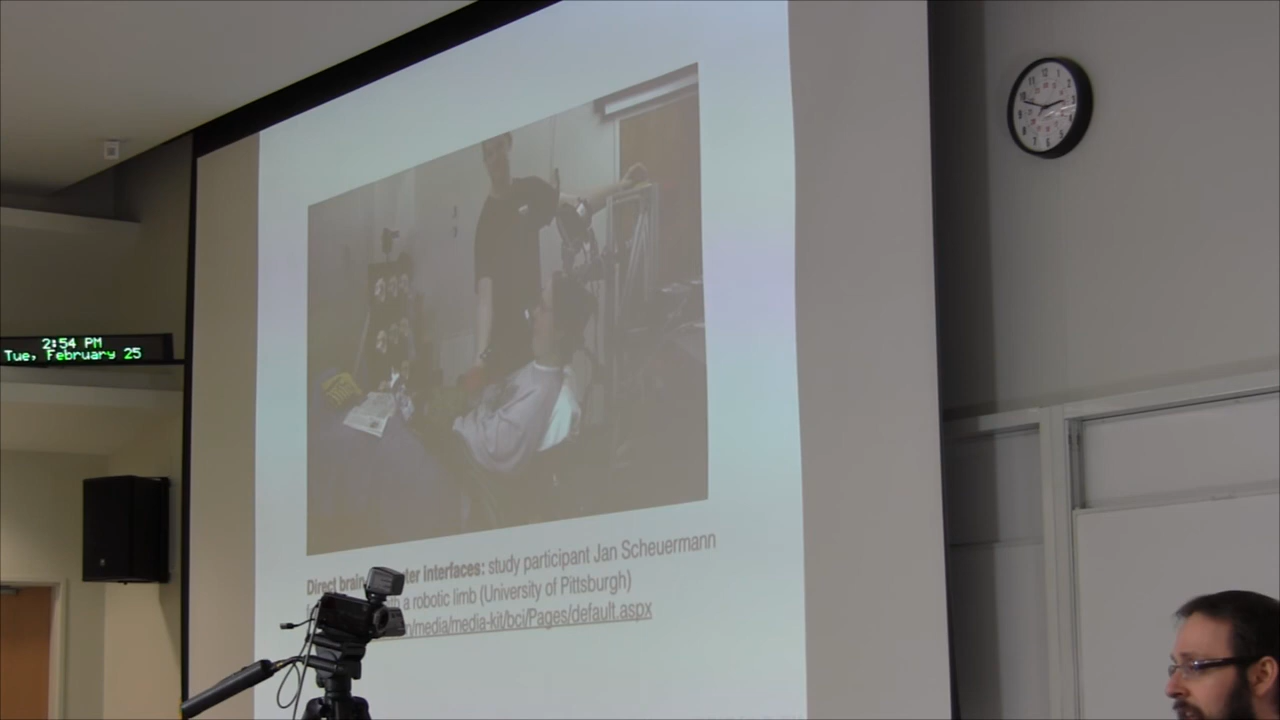 2:54 PM
Tue, February 25
Direct brain ter Interfaces: study participant Jan Scheuermann
h a robotic limb (University of Pittsburgh)
/media/media-kit/bci/Pages/default.aspx